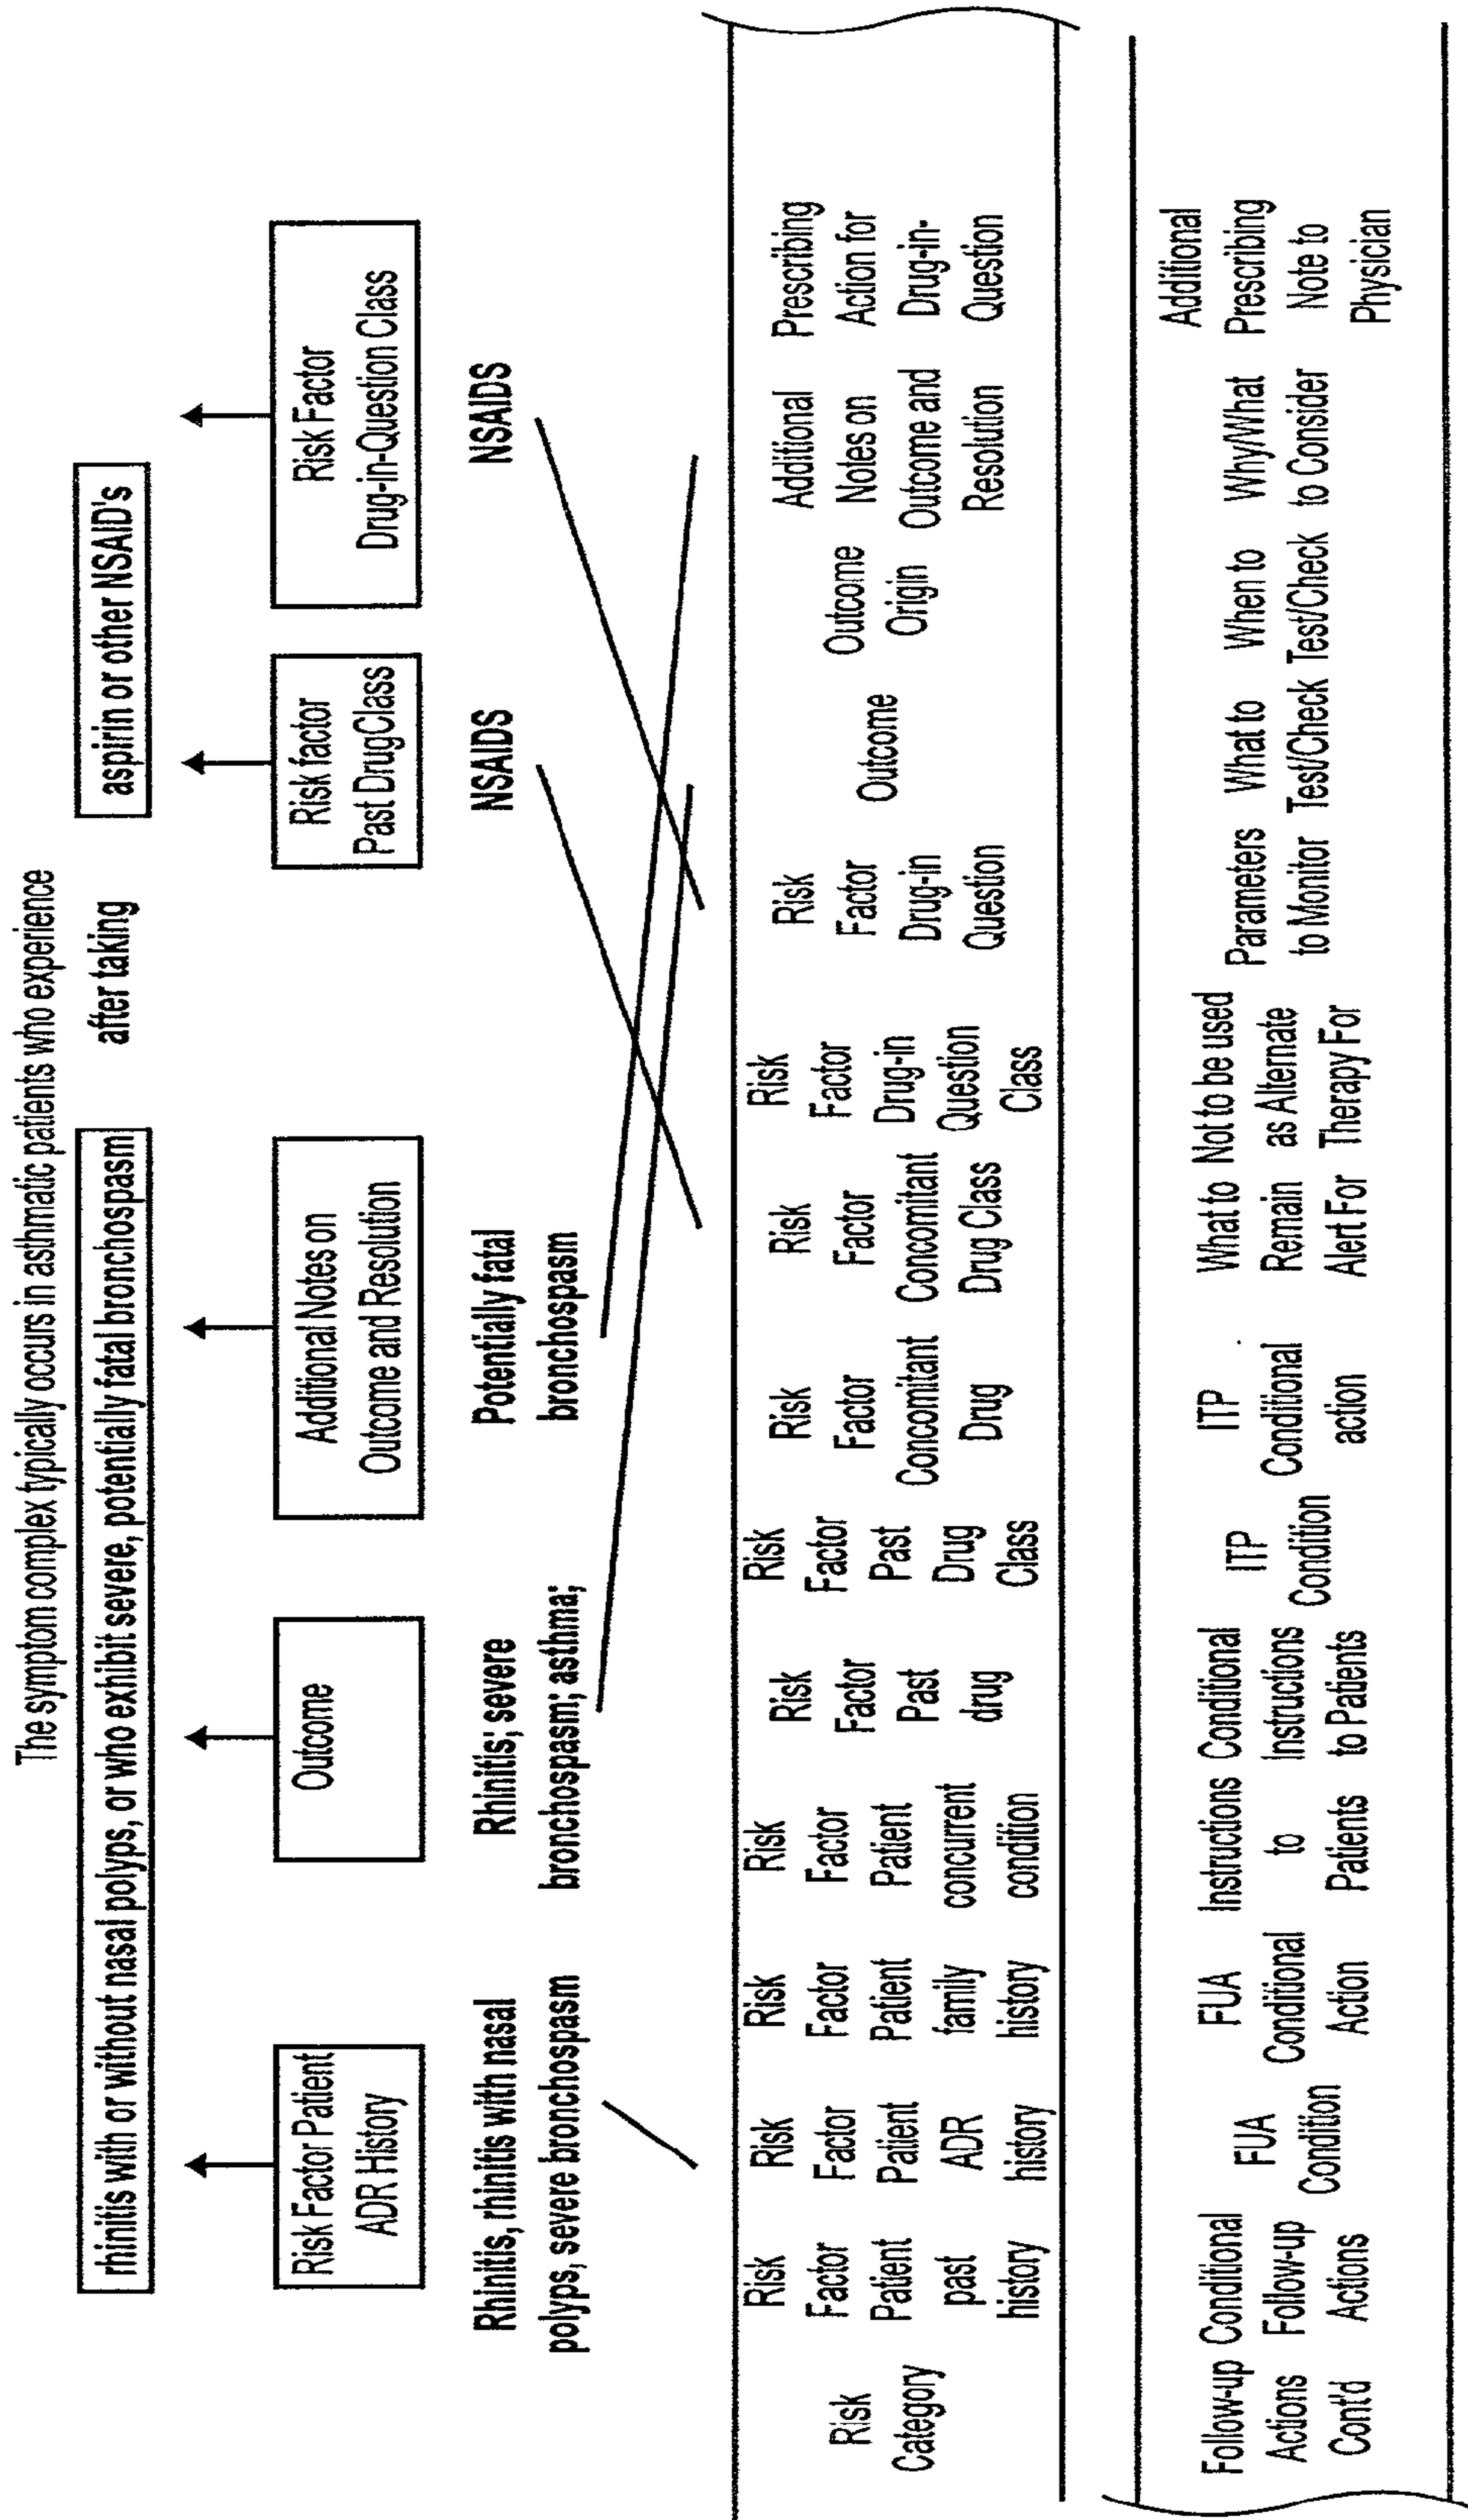 The symptom complex typically occurs in asthmatic patients who experience
rhinitis with or without nasal polyps, or who exhibit severe, potentially fatal bronchospasm
after taking
aspirin or other NSAID's
Risk Factor Patient
ADR History
Outcome
Additional Notes on
Outcome and Resolution
Risk factor
Past DrugClass
Risk Factor
Drug-in-Question Class
Rhinitis, rhinitis with nasal
polyps, severe bronchospasm
Rhinitis; severe
bronchospasm; asthma;
Potentially fatal
bronchospasm
NSAIDS
NSAIDS
Risk
Category
Risk
Factor
Patient
past
history
Risk
Factor
Patient
ADR
history
Risk
Factor
Patient
family
history
Risk
Factor
Patient
concurrent
condition
Risk
Factor
Past
drug
Risk
Factor
Past
Drug
Class
Risk
Factor
Concomitant
Drug
Risk
Factor
Concomitant
Drug Class
Risk
Factor
Drug-in
Question
Class
Risk
Factor
Drug-in
Question
Outcome
Outcome
Origin
Additional
Notes on
Outcome and
Resolution
Prescribing
Action for
Drug-in-
Question
Follow-up
Actions
Cont'd
Conditional
Follow-up
Actions
FUA
Condition
FUA
Conditional
Action
Instructions
to
Patients
Conditional
Instructions
to Patients
ITP
Condition
ITP
Conditional
action
What to
Remain
Alert For
Not to be used
as Alternate
Therapy For
Parameters
to Monitor
What to
Test/Check
When to
Test/Check
Why/What
to Consider
Additional
Prescribing
Note to
Physician